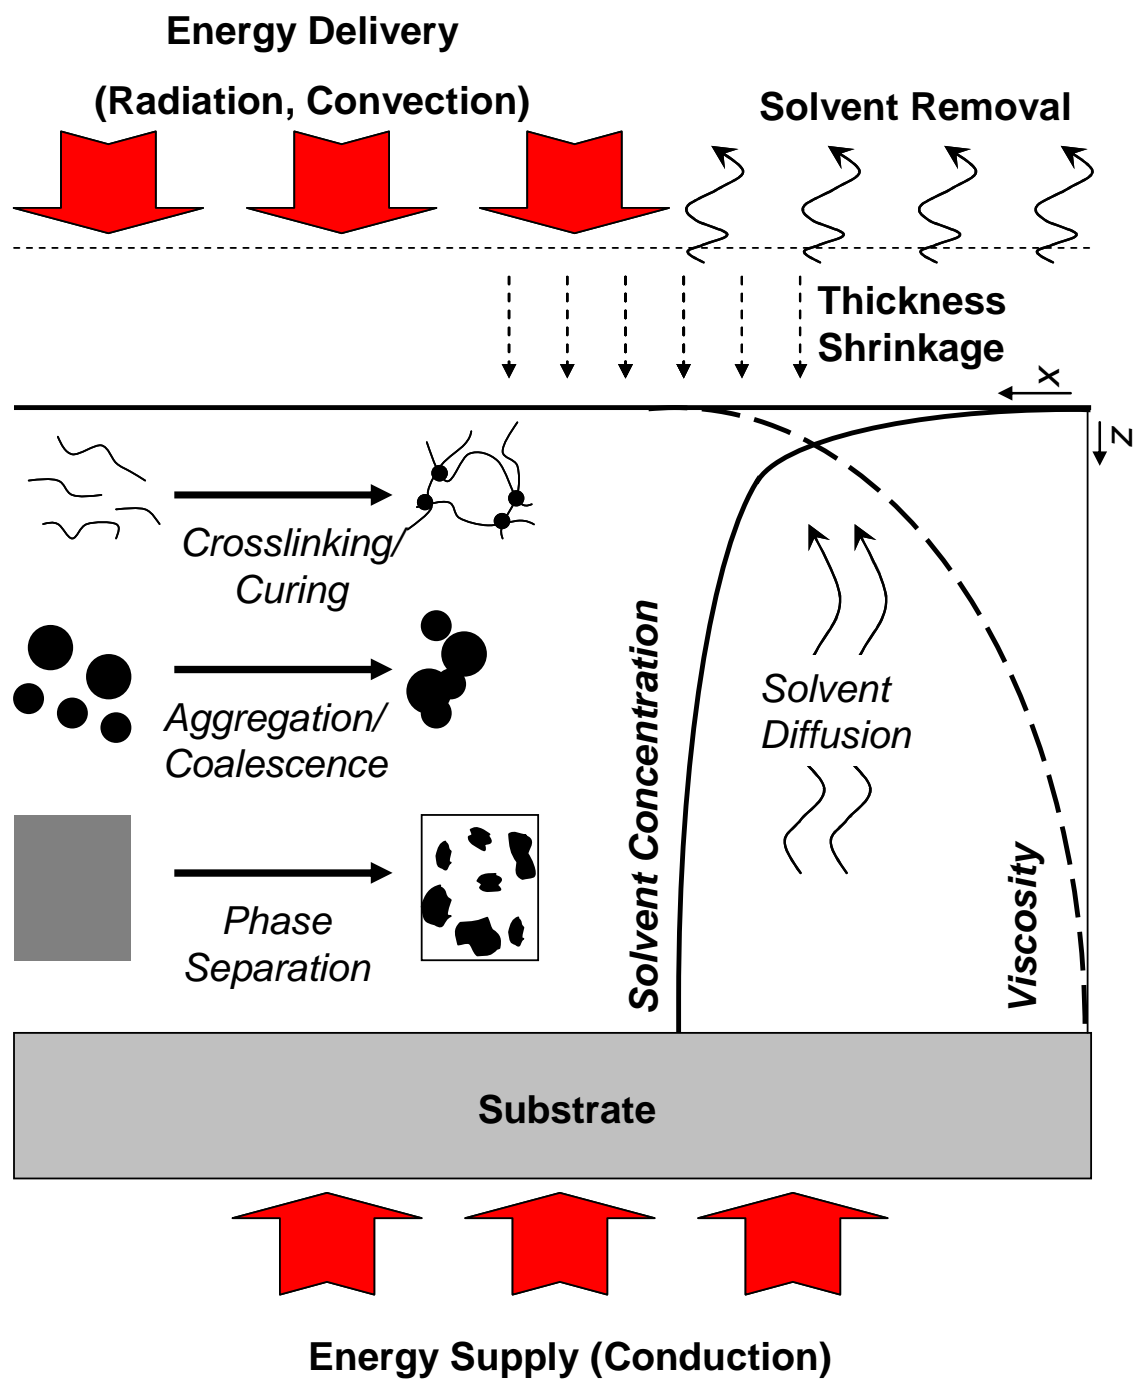 Energy Delivery
(Radiation, Convection)
Solvent Removal
Thickness
Shrinkage
x
z
Crosslinking/
Curing
Aggregation/
Coalescence
Phase
Separation
Solvent Concentration
Solvent
Diffusion
Viscosity
Substrate
Energy Supply (Conduction)